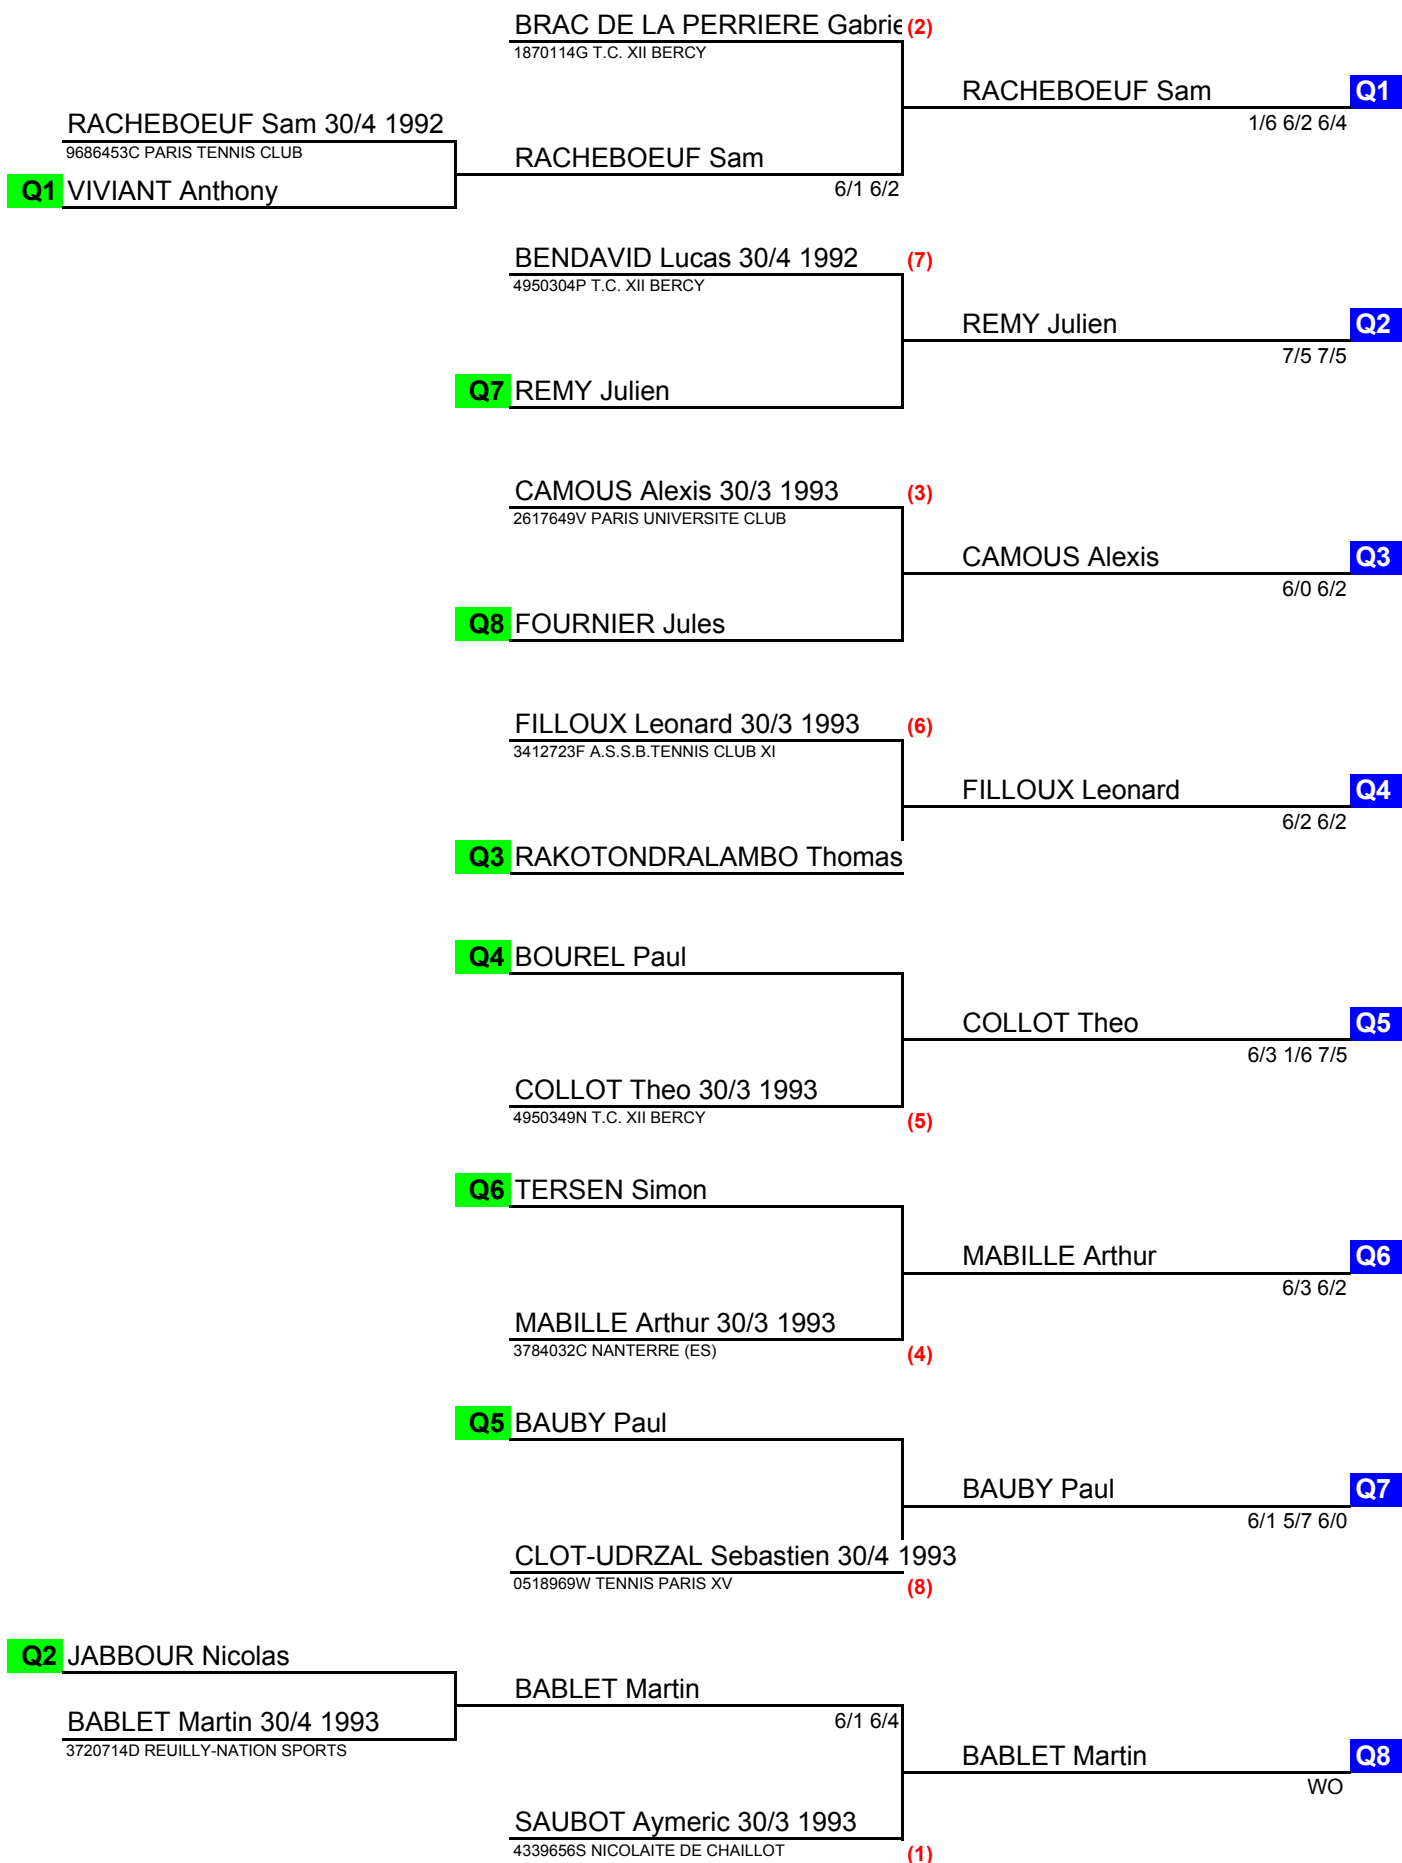 BRAC DE LA PERRIERE Gabrie (2)
1870114G T.C. XII BERCY
RACHEBOEUF Sam Q1
1/6 6/2 6/4
RACHEBOEUF Sam 30/4 1992
9686453C PARIS TENNIS CLUB
RACHEBOEUF Sam
6/1 6/2
Q1 VIVIANT Anthony
BENDAVID Lucas 30/4 1992 (7)
4950304P T.C. XII BERCY
REMY Julien Q2
7/5 7/5
Q7 REMY Julien
CAMOUS Alexis 30/3 1993 (3)
2617649V PARIS UNIVERSITE CLUB
CAMOUS Alexis Q3
6/0 6/2
Q8 FOURNIER Jules
FILLOUX Leonard 30/3 1993 (6)
3412723F A.S.S.B.TENNIS CLUB XI
FILLOUX Leonard Q4
6/2 6/2
Q3 RAKOTONDRALAMBO Thomas
Q4 BOUREL Paul
COLLOT Theo Q5
6/3 1/6 7/5
COLLOT Theo 30/3 1993
4950349N T.C. XII BERCY (5)
Q6 TERSEN Simon
MABILLE Arthur Q6
6/3 6/2
MABILLE Arthur 30/3 1993
3784032C NANTERRE (ES) (4)
Q5 BAUBY Paul
BAUBY Paul Q7
6/1 5/7 6/0
CLOT-UDRZAL Sebastien 30/4 1993
0518969W TENNIS PARIS XV (8)
Q2 JABBOUR Nicolas
BABLET Martin
6/1 6/4
BABLET Martin 30/4 1993
3720714D REUILLY-NATION SPORTS
BABLET Martin Q8
WO
SAUBOT Aymeric 30/3 1993
4339656S NICOLAITE DE CHAILLOT (1)